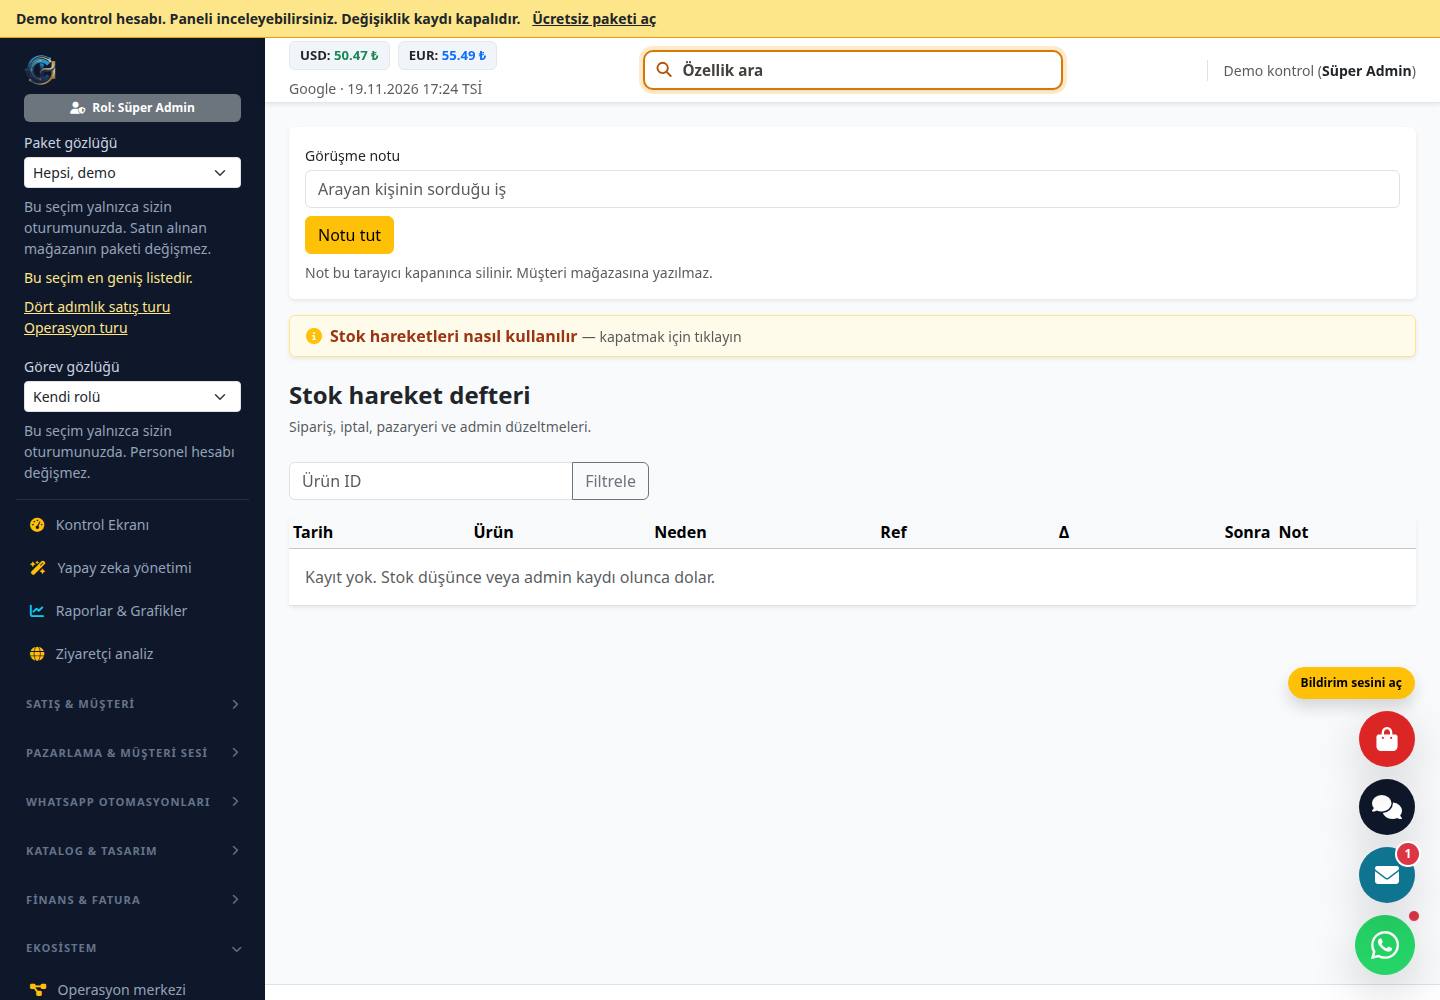 Demo kontrol hesabı. Paneli inceleyebilirsiniz. Değişiklik kaydı kapalıdır. Ücretsiz paketi aç
Rol: Süper Admin
Paket gözlüğü
Hepsi, demo
Bu seçim yalnızca sizin
oturumunuzda. Satın alınan
mağazanın paketi değişmez.
Bu seçim en geniş listedir.
Dört adımlık satış turu
Operasyon turu
Görev gözlüğü
Kendi rolü
Bu seçim yalnızca sizin
oturumunuzda. Personel hesabı
değişmez.
Kontrol Ekranı
Yapay zeka yönetimi
Raporlar & Grafikler
Ziyaretçi analiz
SATIŞ & MÜŞTERİ
PAZARLAMA & MÜŞTERİ SESİ
WHATSAPP OTOMASYONLARI
KATALOG & TASARIM
FİNANS & FATURA
EKOSİSTEM
Operasyon merkezi
USD: 50.47 ₺ EUR: 55.49 ₺
Google · 19.11.2026 17:24 TSİ
Özellik ara
Demo kontrol (Süper Admin)
Görüşme notu
Arayan kişinin sorduğu iş
Notu tut
Not bu tarayıcı kapanınca silinir. Müşteri mağazasına yazılmaz.
Stok hareketleri nasıl kullanılır — kapatmak için tıklayın
Stok hareket defteri
Sipariş, iptal, pazaryeri ve admin düzeltmeleri.
Ürün ID Filtrele
Tarih Ürün Neden Ref Δ Sonra Not
Kayıt yok. Stok düşünce veya admin kaydı olunca dolar.
Bildirim sesini aç
1